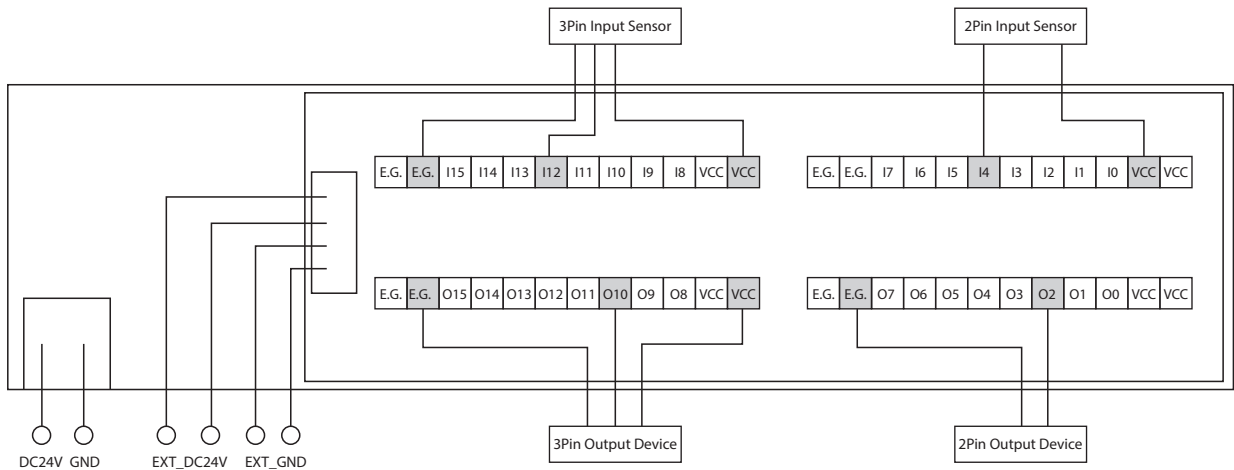 3Pin Input Sensor 2Pin Input Sensor
E.G. E.G. I15 I14 I13 I12 I11 I10 I9 I8 VCC VCC E.G. E.G. I7 I6 I5 I4 I3 I2 I1 I0 VCC VCC
E.G. E.G. O15 O14 O13 O12 O11 O10 O9 O8 VCC VCC E.G. E.G. O7 O6 O5 O4 O3 O2 O1 O0 VCC VCC
3Pin Output Device 2Pin Output Device
DC24V GND EXT_DC24V EXT_GND